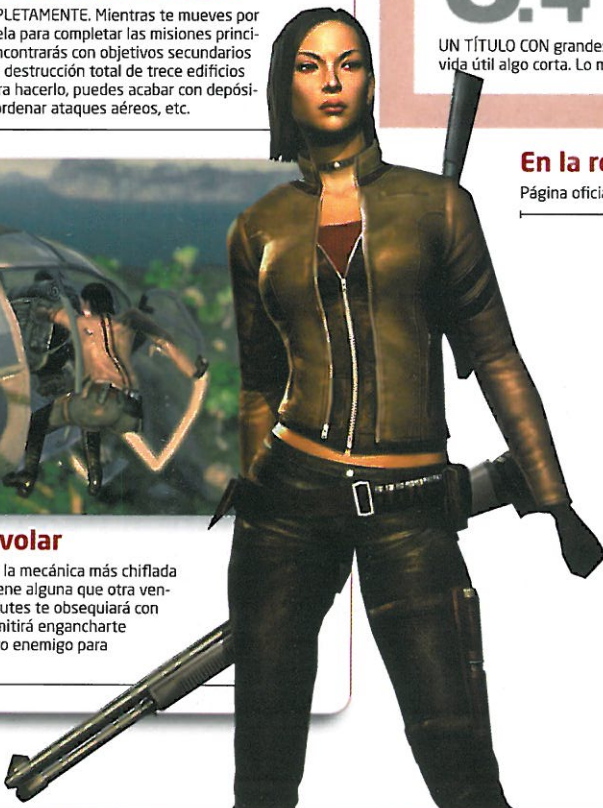 PLETAMENTE. Mientras te mueves por
ela para completar las misiones princi-
ncontrarás con objetivos secundarios
destrucción total de trece edificios
ra hacerlo, puedes acabar con depósi-
ordenar ataques aéreos, etc.
UN TÍTULO CON grande
vida útil algo corta. Lo m
En la re
Página oficia
volar
la mecánica más chiflada
ene alguna que otra ven-
utes te obsequiará con
mitirá engancharte
o enemigo para